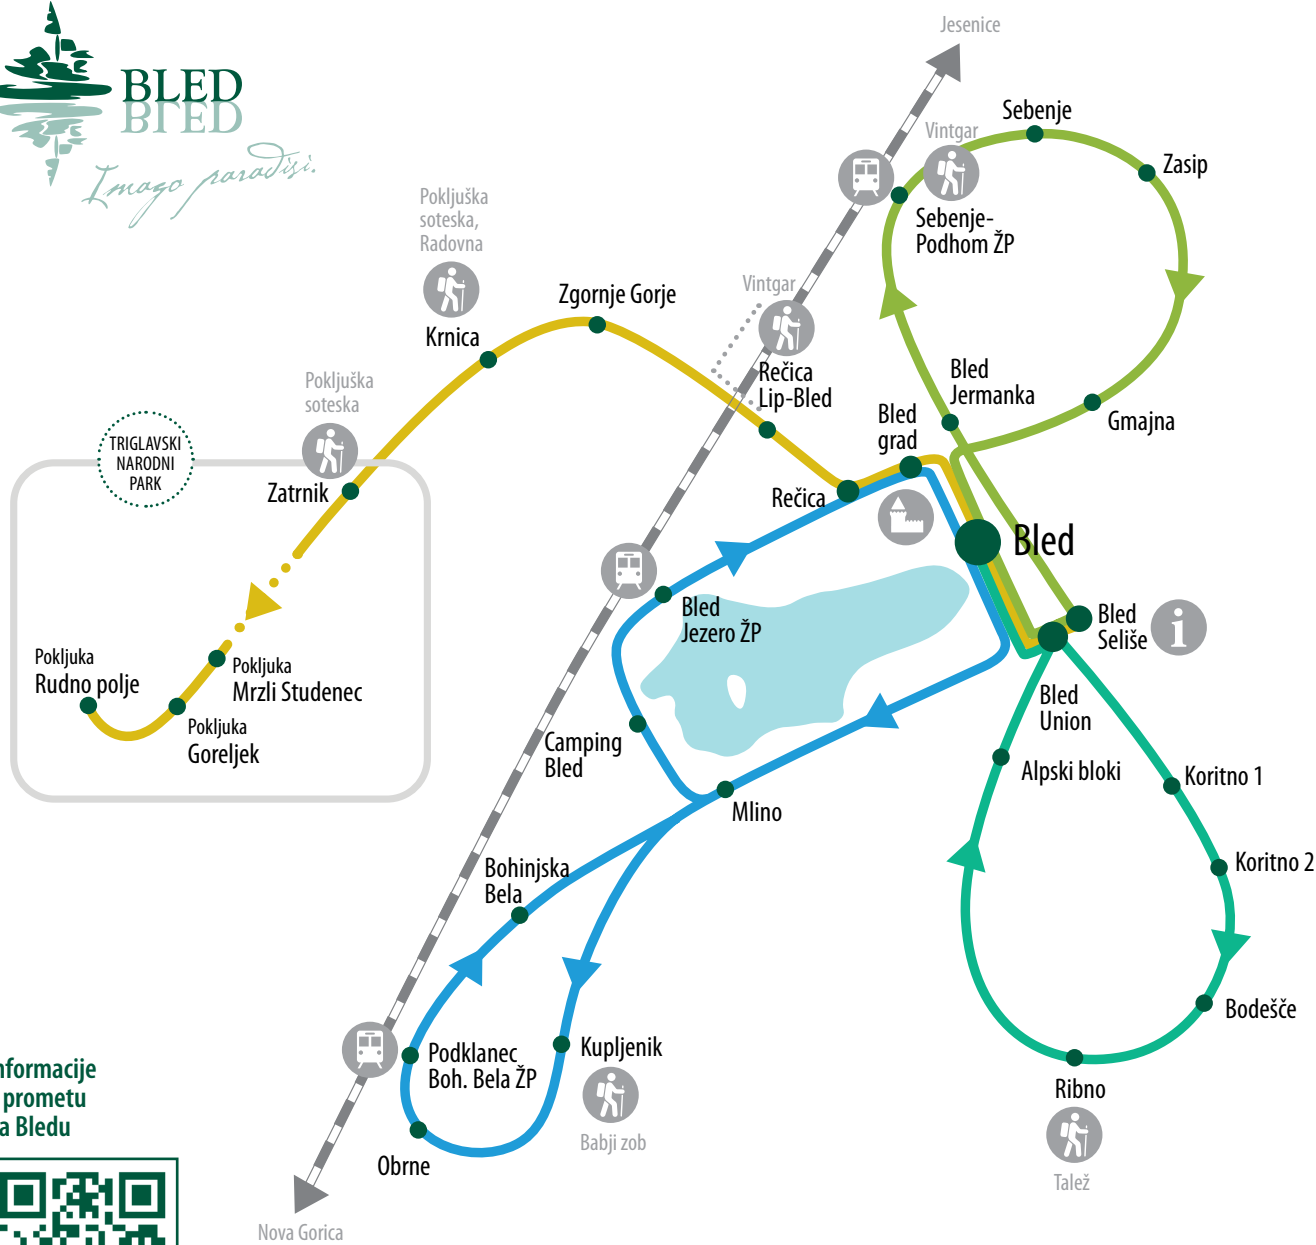 BLED
Imago paradisi.
Jesenice
Sebenje
Vintgar
Zasip
Sebenje-
Podhom ŽP
Pokljuška
soteska,
Radovna
Vintgar
Zgornje Gorje
Krnica
Rečica
Lip-Bled
Bled
Jermanka
Pokljuška
soteska
Bled
grad
Gmajna
TRIGLAVSKI
NARODNI
PARK
Zatrnik
Rečica
Bled
Bled
Jezero ŽP
Bled
Seliše
i
Pokljuka
Rudno polje
Pokljuka
Mrzli Studenec
Pokljuka
Goreljek
Bled
Union
Camping
Bled
Alpski bloki
Koritno 1
Mlino
Bohinjska
Bela
Koritno 2
Bodešče
nformacije
prometu
a Bledu
Podklanec
Boh. Bela ŽP
Kupljenik
Ribno
Babji zob
Obrne
Talež
Nova Gorica